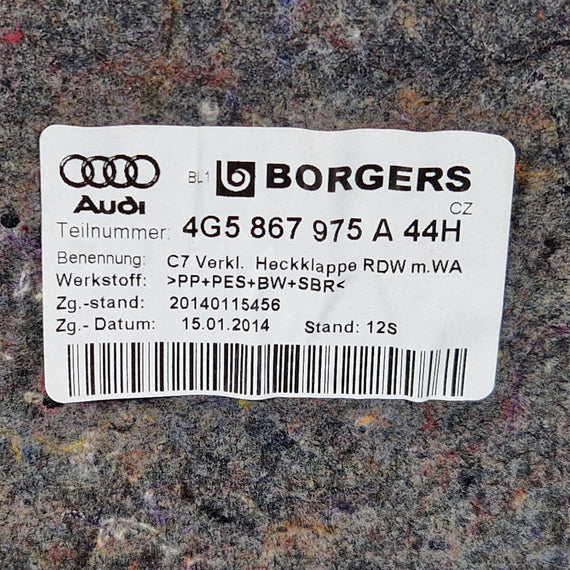 BL1 BORGERS
Audi CZ
Teilnummer: 4G5 867 975 A 44H
Benennung: C7 Verkl. Heckklappe RDW m.WA
Werkstoff: >PP+PES+BW+SBR<
Zg.-stand: 20140115456
Zg.- Datum: 15.01.2014 Stand: 12S